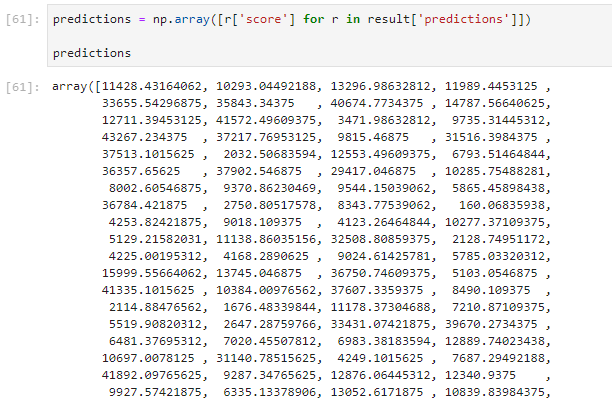 [61]: predictions = np.array([r['score'] for r in result['predictions']])
predictions
[61]: array([11428.43164062, 10293.04492188, 13296.98632812, 11989.4453125 ,
33655.54296875, 35843.34375   , 40674.7734375 , 14787.56640625,
12711.39453125, 41572.49609375,  3471.98632812,  9735.31445312,
43267.234375  , 37217.76953125,  9815.46875   , 31516.3984375 ,
37513.1015625 ,  2032.50683594, 12553.49609375,  6793.51464844,
36357.65625   , 37902.546875  , 29417.046875  , 10285.75488281,
8002.60546875,  9370.86230469,  9544.15039062,  5865.45898438,
36784.421875  ,  2750.80517578,  8343.77539062,   160.06835938,
4253.82421875,  9018.109375  ,  4123.26464844, 10277.37109375,
5129.21582031, 11138.86035156, 32508.80859375,  2128.74951172,
4225.00195312,  4168.2890625 ,  9024.61425781,  5785.03320312,
15999.55664062, 13745.046875  , 36750.74609375,  5103.0546875 ,
41335.1015625 , 10384.00976562, 37607.3359375 ,  8490.109375  ,
2114.88476562,  1676.48339844, 11178.37304688,  7210.87109375,
5519.90820312,  2647.28759766, 33431.07421875, 39670.2734375 ,
6481.37695312,  7020.45507812,  6983.38183594, 12889.74023438,
10697.0078125 , 31140.78515625,  4249.1015625 ,  7687.29492188,
41892.09765625,  9287.34765625, 12876.06445312, 12340.9375    ,
9927.57421875,  6335.13378906, 13052.6171875 , 10839.83984375,